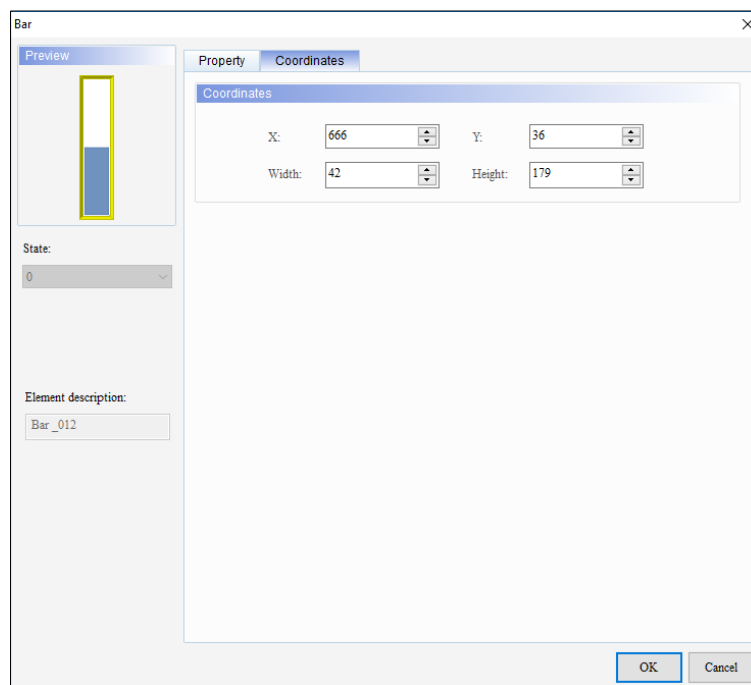 Bar
Preview
Property Coordinates
Coordinates
X: 666 Y: 36
Width: 42 Height: 179
State:
0
Element description:
Bar _012
OK Cancel